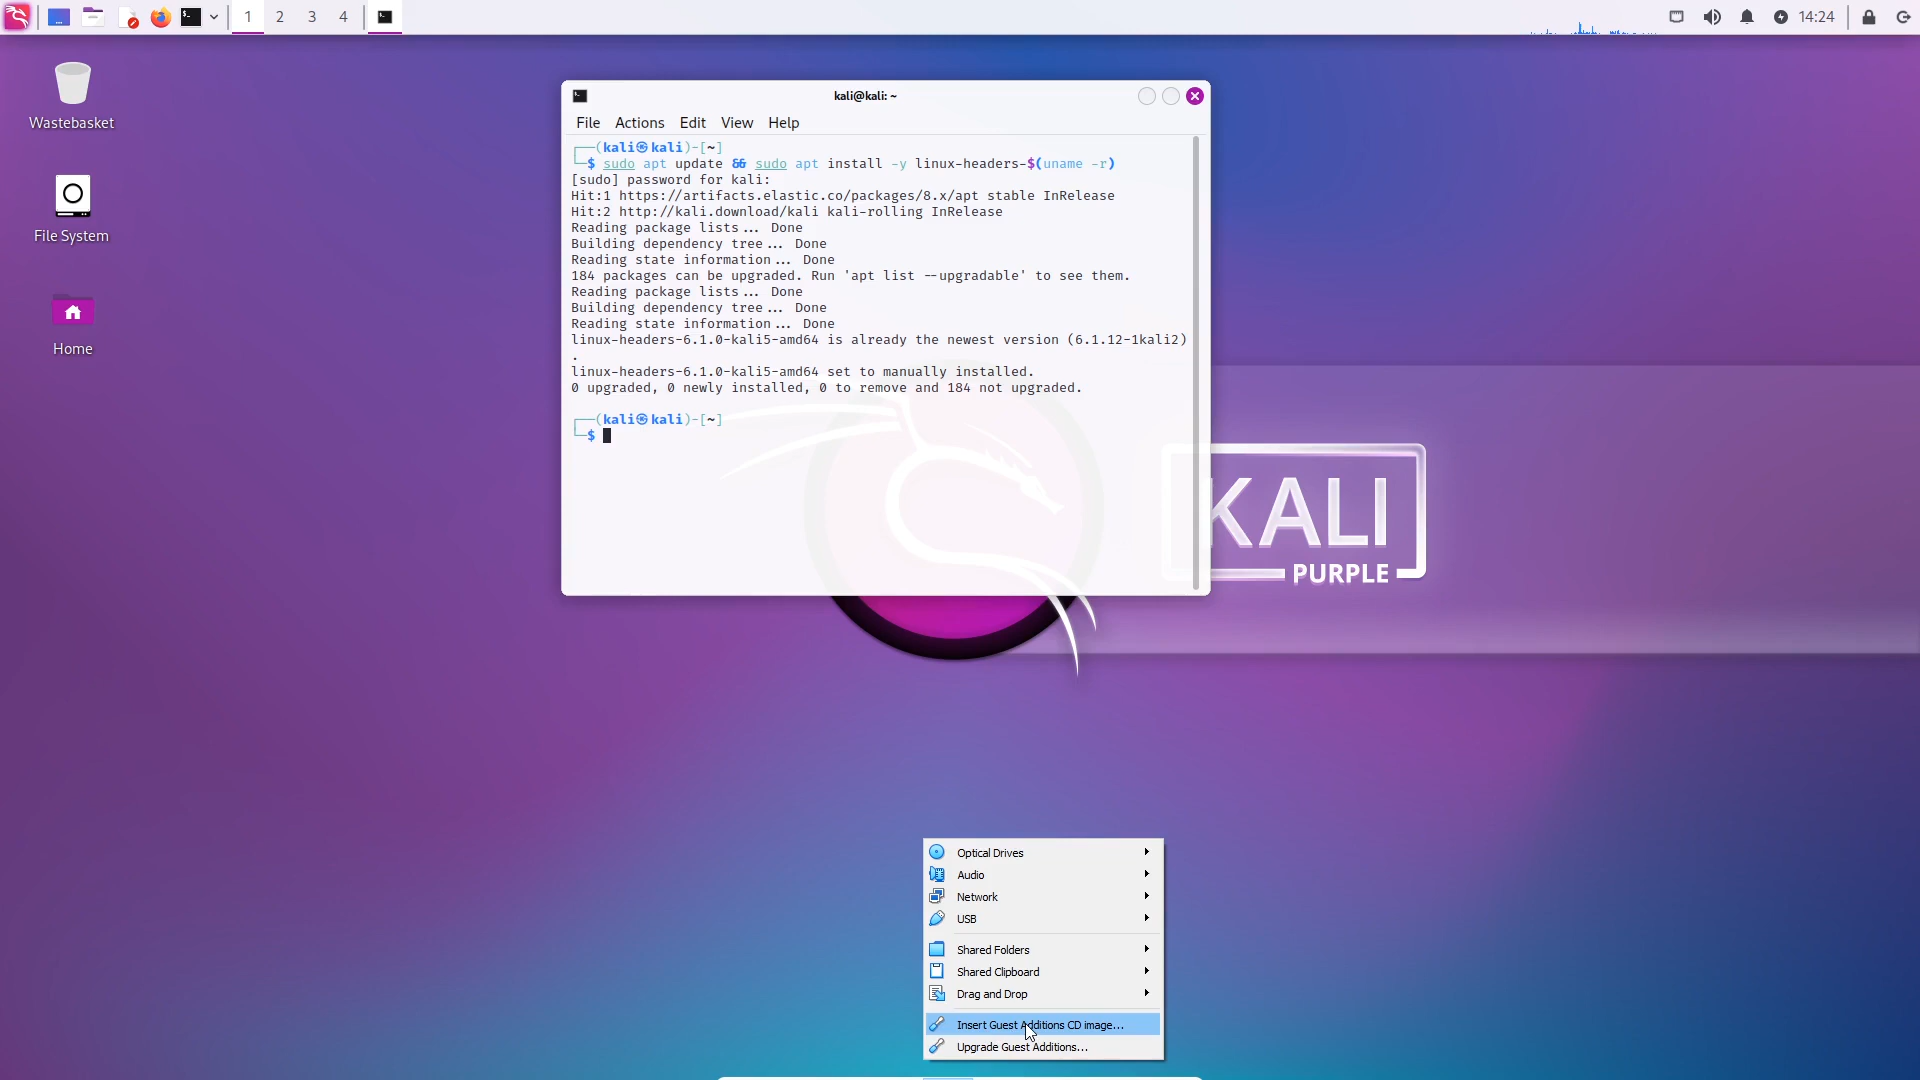 1 2 3 4
14:24
Wastebasket
File System
Home
kali@kali: ~
File Actions Edit View Help
┌──(kali㉿kali)-[~]
└─$ sudo apt update && sudo apt install -y linux-headers-$(uname -r)
[sudo] password for kali:
Hit:1 https://artifacts.elastic.co/packages/8.x/apt stable InRelease
Hit:2 http://kali.download/kali kali-rolling InRelease
Reading package lists... Done
Building dependency tree... Done
Reading state information... Done
184 packages can be upgraded. Run 'apt list --upgradable' to see them.
Reading package lists... Done
Building dependency tree... Done
Reading state information... Done
linux-headers-6.1.0-kali5-amd64 is already the newest version (6.1.12-1kali2)
.
linux-headers-6.1.0-kali5-amd64 set to manually installed.
0 upgraded, 0 newly installed, 0 to remove and 184 not upgraded.
┌──(kali㉿kali)-[~]
└─$
KALI
PURPLE
Optical Drives
Audio
Network
USB
Shared Folders
Shared Clipboard
Drag and Drop
Insert Guest Additions CD image...
Upgrade Guest Additions...